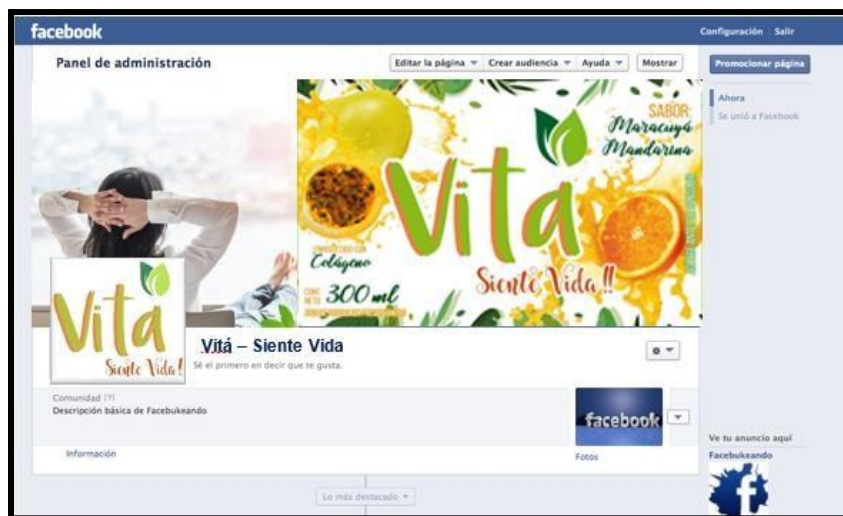 facebook
Configuración Salir
Panel de administración
Editar la página
Crear audiencia
Ayuda
Mostrar
Promocionar página
Ahora
Se unió a Facebook
SABOR:
Maracuyá
Mandarina
Vita
Siente Vida!!
Colágeno
CONT.
NETO
300 ml
Vita
Siente Vida!
Vitá – Siente Vida
Sé el primero en decir que te gusta.
Comunidad [?]
Descripción básica de Facebukeando
facebook
Información
Fotos
Lo más destacado
Ve tu anuncio aquí
Facebukeando